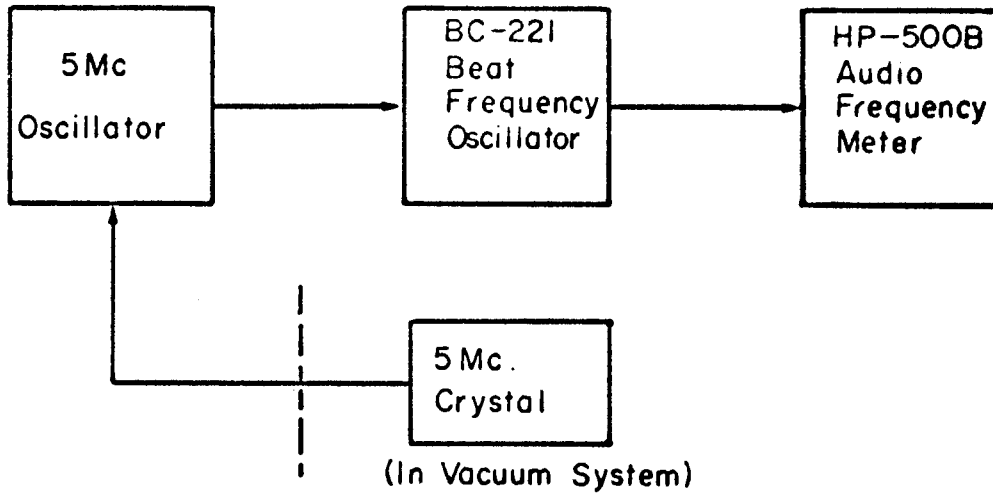 5 Mc
Oscillator
BC-221
Beat
Frequency
Oscillator
HP-500B
Audio
Frequency
Meter
5 Mc.
Crystal
(In Vacuum System)